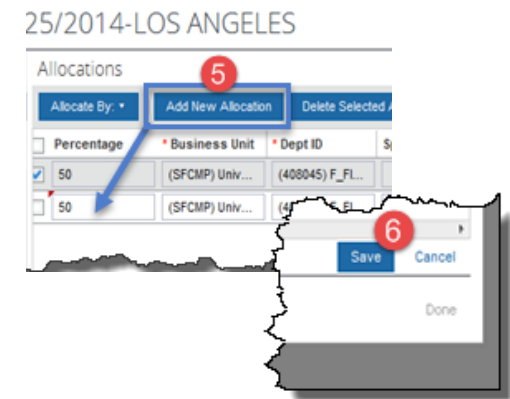 25/2014-LOS ANGELES
Allocations
5
Allocate By: Add New Allocation Delete Selected A
Percentage * Business Unit * Dept ID
50 (SFCMP) Univ... (408045) F_FI...
50 (SFCMP) Univ...
6
Save Cancel
Done